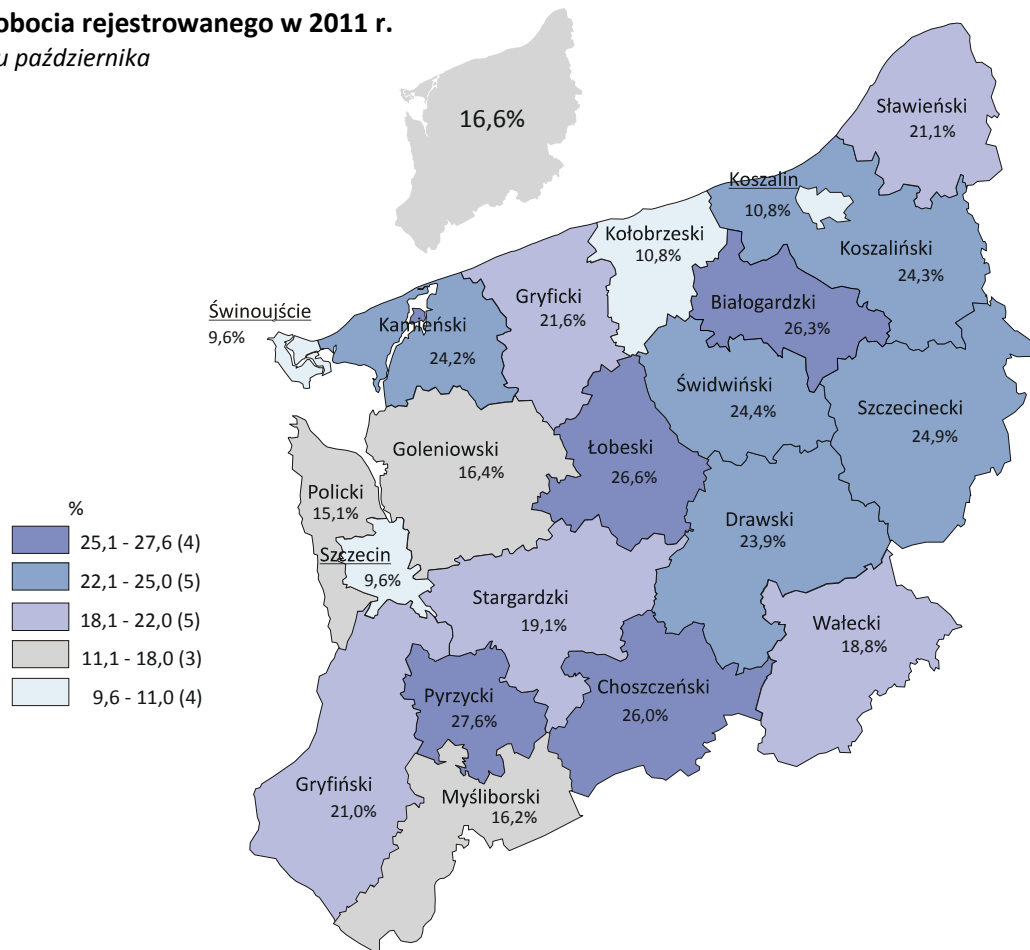 obocia rejestrowanego w 2011 r.
u października
16,6%
Sławieński
21,1%
Koszalin
10,8%
Kołobrzeski
10,8%
Koszaliński
24,3%
Gryficki
21,6%
Białogardzki
26,3%
Świnoujście
9,6%
Kamieński
24,2%
Świdwiński
24,4%
Szczecinecki
24,9%
Goleniowski
16,4%
Łobeski
26,6%
Policki
15,1%
Drawski
23,9%
Szczecin
9,6%
Stargardzki
19,1%
Wałecki
18,8%
Pyrzycki
27,6%
Choszczeński
26,0%
Gryfiński
21,0%
Myśliborski
16,2%
%
25,1 - 27,6 (4)
22,1 - 25,0 (5)
18,1 - 22,0 (5)
11,1 - 18,0 (3)
9,6 - 11,0 (4)